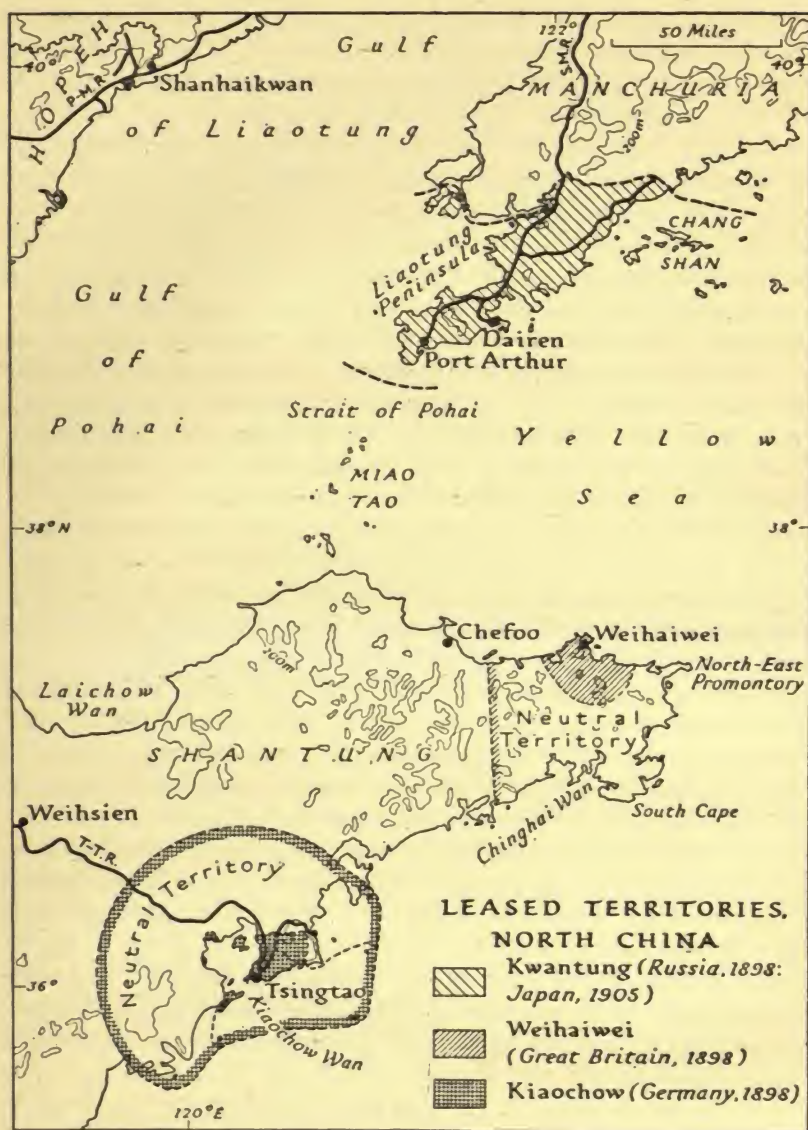 Gulf
122°
50 Miles
40°
40°
HOPEH
P-M.R.
Shanhaikwan
S.M.R.
MANCHURIA
200m
of Liaotung
CHANG
SHAN
Liaotung
Peninsula
Gulf
of
Pohai
Dairen
Port Arthur
Strait of Pohai
Yellow
Sea
MIAO
TAO
38°N
38°
Chefoo
Weihaiwei
North-East
Promontory
200m
Laichow
Wan
Neutral
Territory
SHANTUNG
Chinghai Wan
South Cape
Weihsien
T-T.R.
Neutral Territory
Tsingtao
Kiaochow Wan
36°
120°E
LEASED TERRITORIES,
NORTH CHINA
Kwantung (Russia, 1898:
Japan, 1905)
Weihaiwei
(Great Britain, 1898)
Kiaochow (Germany, 1898)